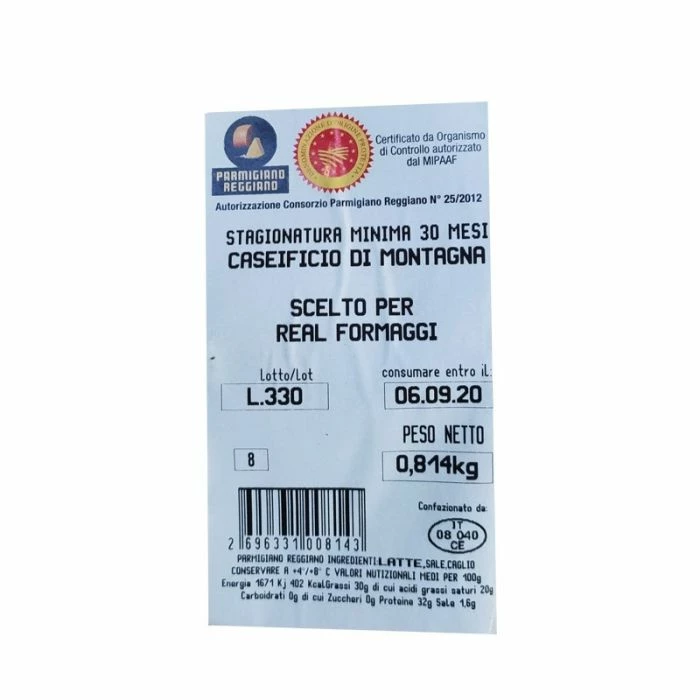 PARMIGIANO
REGGIANO
DENOMINAZIONE D'ORIGINE PROTETTA
Certificato da Organismo
di Controllo autorizzato
dal MIPAAF
Autorizzazione Consorzio Parmigiano Reggiano N° 25/2012
STAGIONATURA MINIMA 30 MESI
CASEIFICIO DI MONTAGNA
SCELTO PER
REAL FORMAGGI
Lotto/Lot
L.330
consumare entro il:
06.09.20
PESO NETTO
8
0,814kg
Confezionato da:
IT
08 040
CE
2 696331 008143
PARMIGIANO REGGIANO INGREDIENTI:LATTE,SALE,CAGLIO
CONSERVARE A +4°/+8° C VALORI NUTIZIONALI MEDI PER 100g
Energia 1671 Kj 402 KcalGrassi 30g di cui acidi grassi saturi 20g
Carboidrati 0g di cui Zuccheri 0g Proteine 32g Sale 1,6g